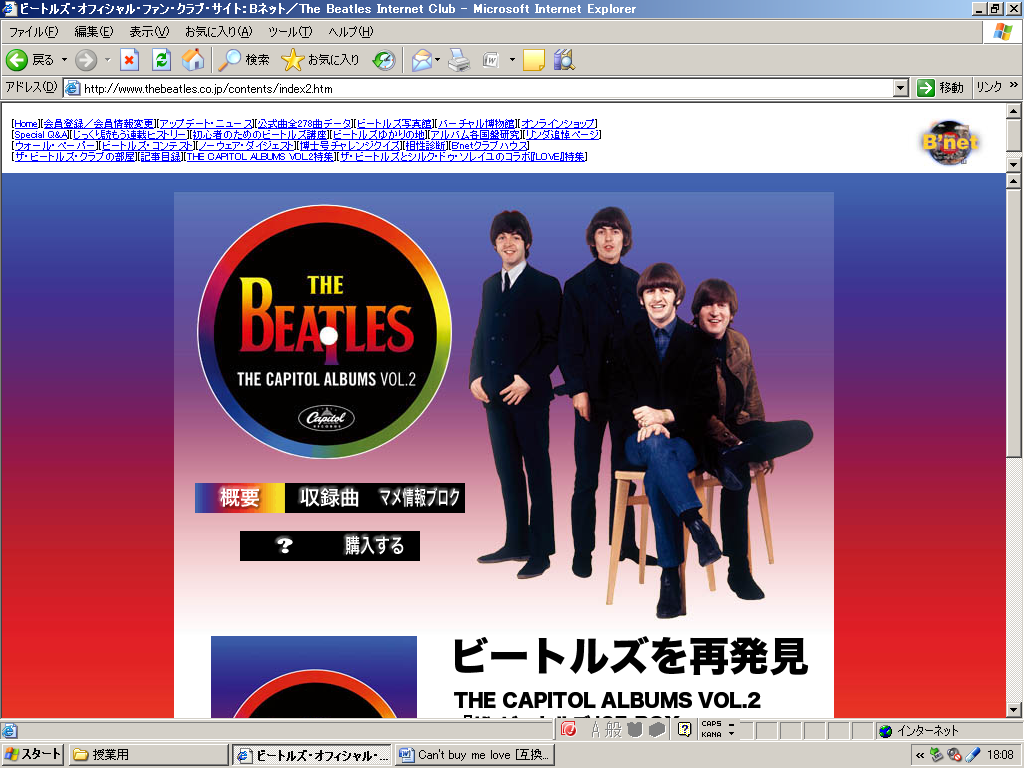 ビートルズ・オフィシャル・ファン・クラブ・サイト: Bネット／The Beatles Internet Club - Microsoft Internet Explorer
ファイル(F) 編集(E) 表示(V) お気に入り(A) ツール(T) ヘルプ(H)
戻る 検索 お気に入り
アドレス(D) http://www.thebeatles.co.jp/contents/index2.htm 移動 リンク »
[Home][会員登録／会員情報変更][アップデート・ニュース][公式曲全278曲データ][ビートルズ写真館][バーチャル博物館][オンラインショップ]
[Special Q&A][じっくり読もう連載ヒストリー][初心者のためのビートルズ講座][ビートルズゆかりの地][アルバム各国盤研究][リンダ追悼ページ]
[ウォール・ペーパー][ビートルズ・コンテスト][ノーウェア・ダイジェスト][博士号チャレンジクイズ][相性診断][B'netクラブハウス]
[ザ・ビートルズ・クラブの部屋][記事目録][THE CAPITOL ALBUMS VOL.2特集][ザ・ビートルズとシルク・ドゥ・ソレイユのコラボ『LOVE』特集]
B'net
THE
BEATLES
THE CAPITOL ALBUMS VOL.2
Capitol
RECORDS
概要 収録曲 マメ情報ブログ
? 購入する
ビートルズを再発見
THE CAPITOL ALBUMS VOL.2
A 般 CAPS
KANA
インターネット
スタート 授業用 ビートルズ・オフィシャル・... Can't buy me love [互換... « 18:08